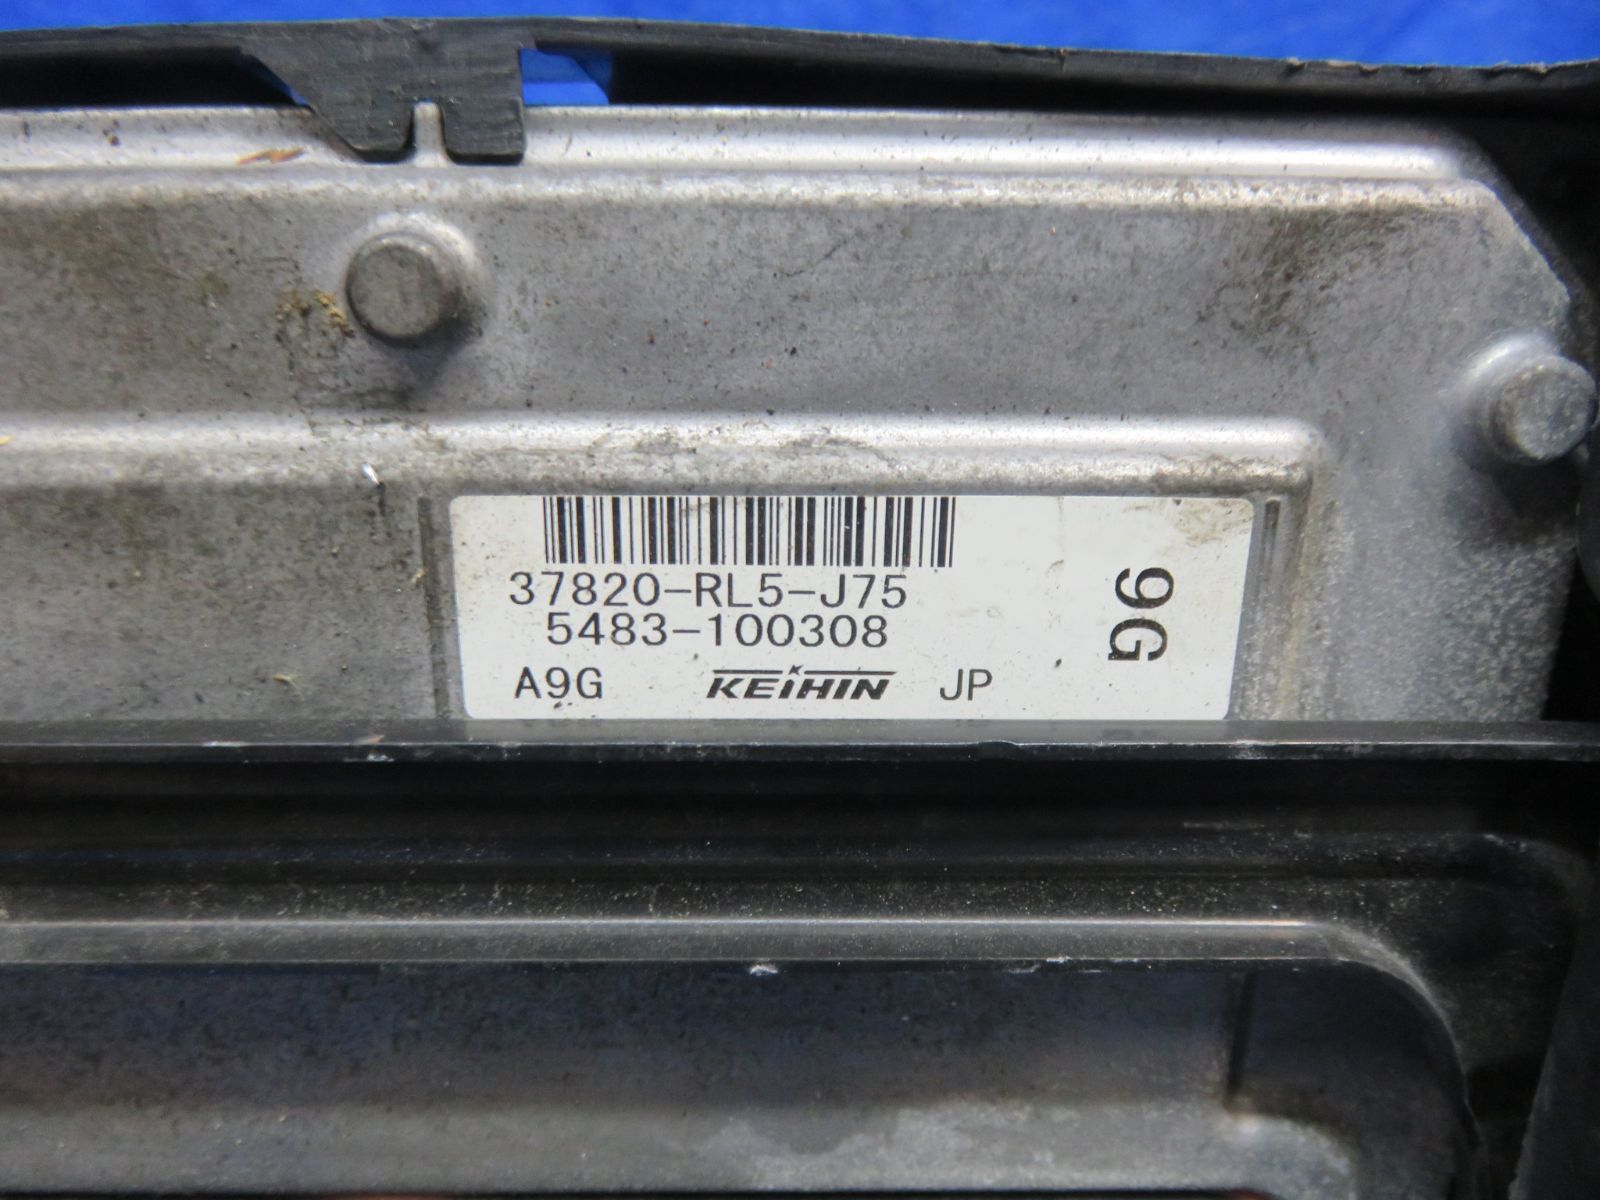 37820-RL5-J75
5483-100308
A9G KEIHIN JP
9G